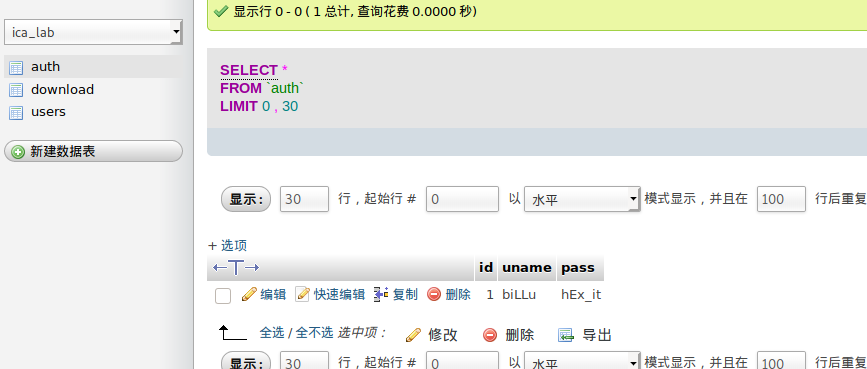 显示行 0 - 0 ( 1 总计, 查询花费 0.0000 秒)
ica_lab
auth
download
users
新建数据表
SELECT *
FROM `auth`
LIMIT 0 , 30
显示 : 30 行 , 起始行 # 0 以 水平 模式显示 , 并且在 100 行后重复
+ 选项
←T→ id uname pass
编辑 快速编辑 复制 删除 1 biLLu hEx_it
全选 / 全不选 选中项 : 修改 删除 导出
显示 : 30 行 , 起始行 # 0 以 水平 模式显示 , 并且在 100 行后重复